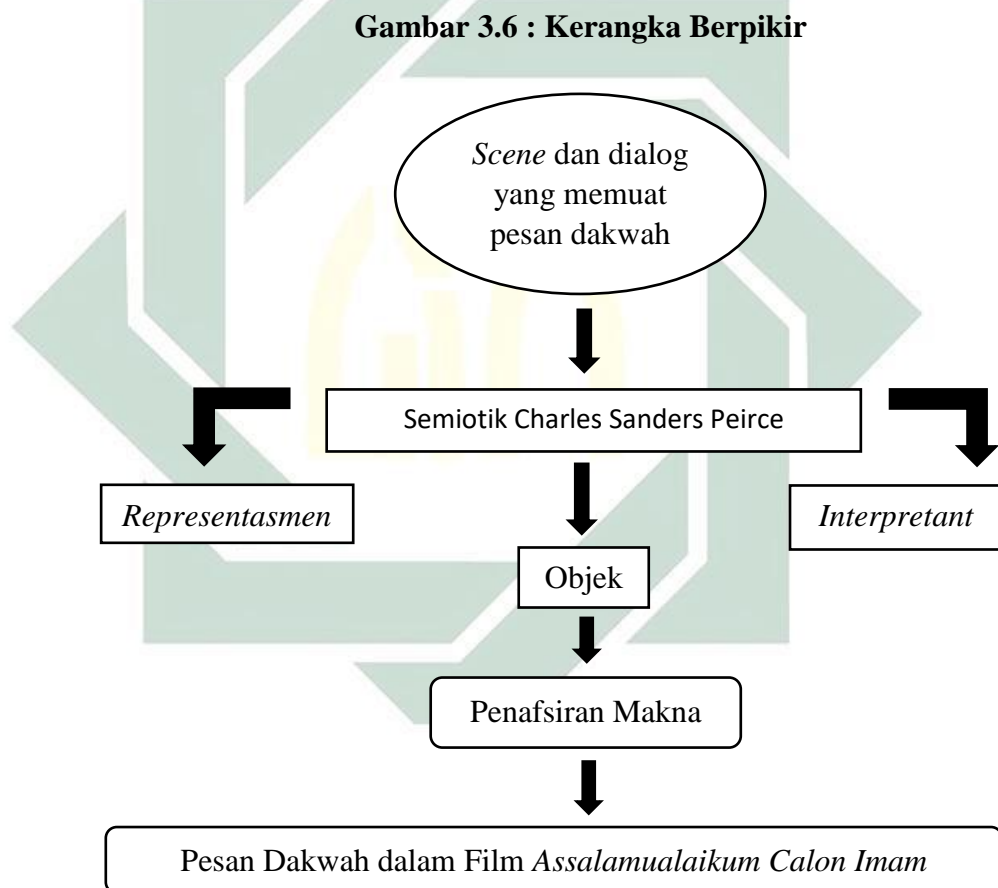 Gambar 3.6 : Kerangka Berpikir
Scene dan dialog
yang memuat
pesan dakwah
Semiotik Charles Sanders Peirce
Representasmen
Interpretant
Objek
Penafsiran Makna
Pesan Dakwah dalam Film Assalamualaikum Calon Imam